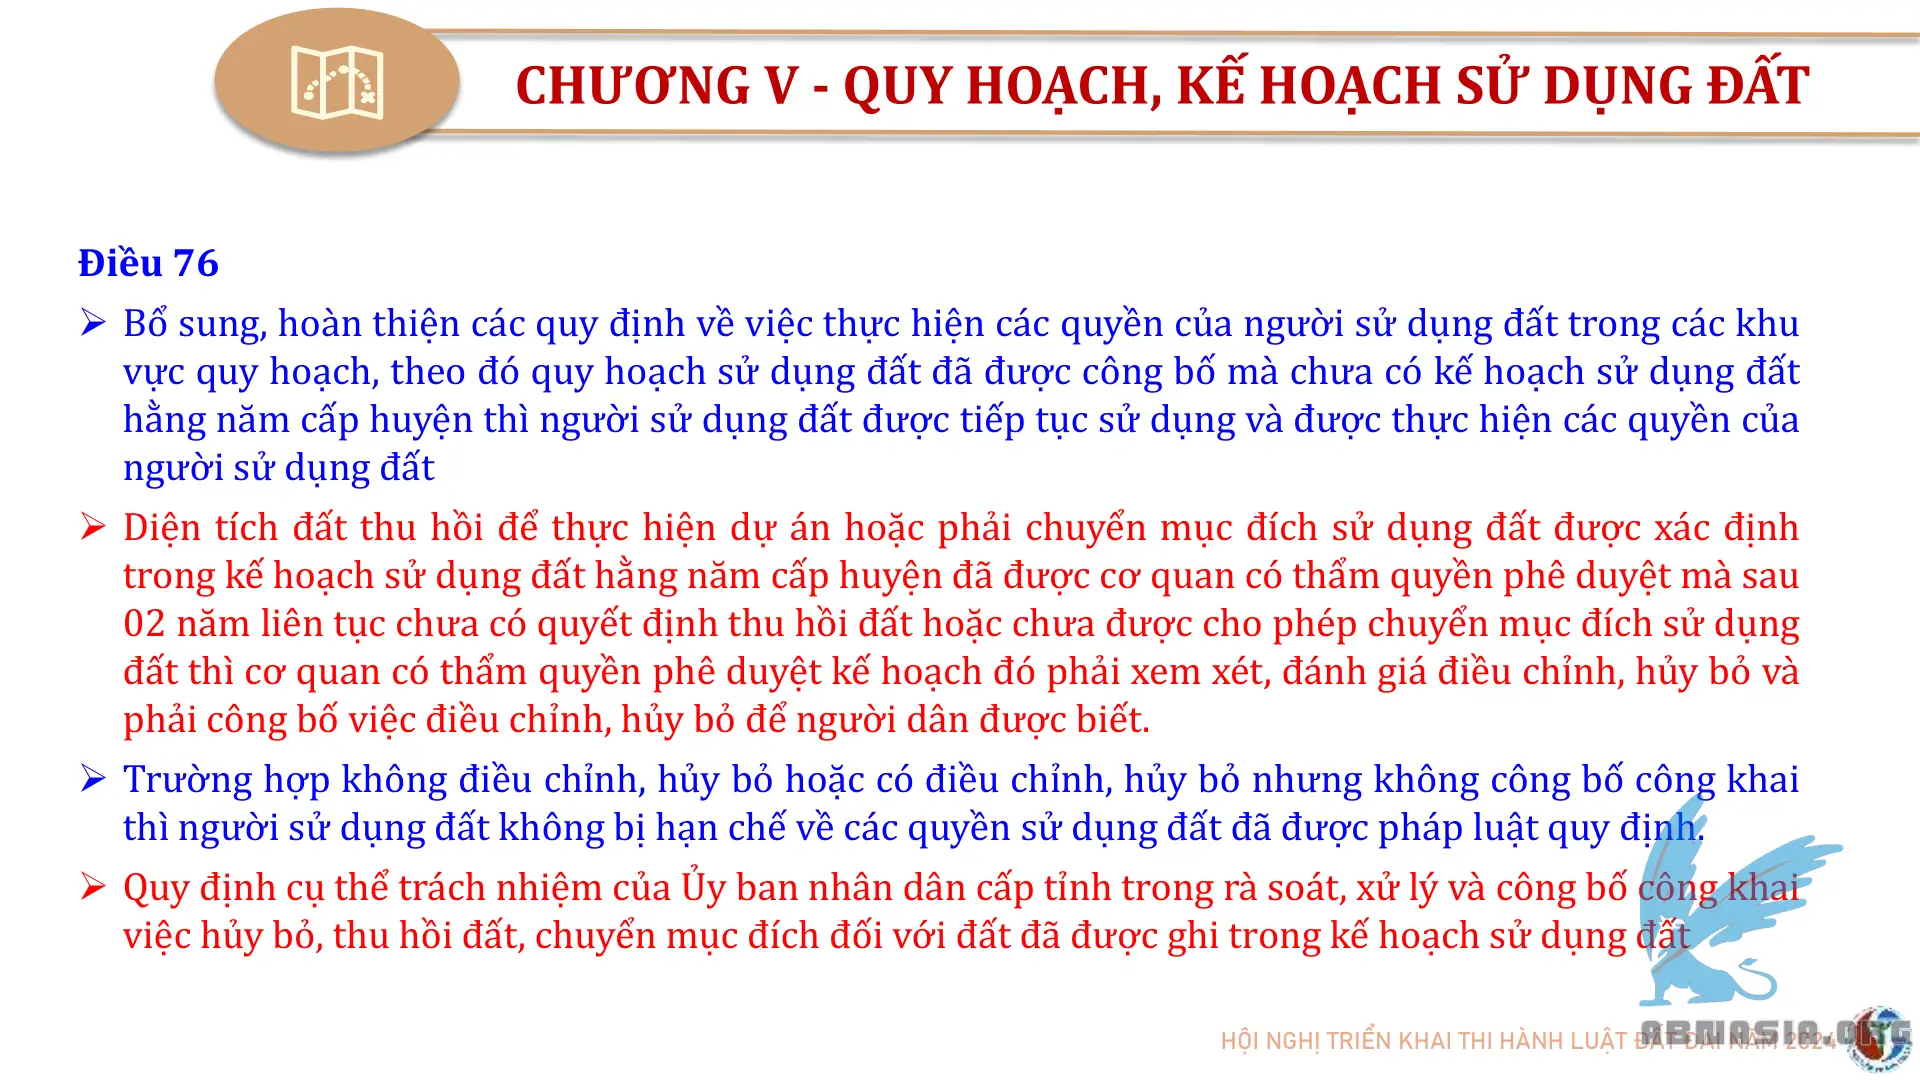 CHƯƠNG V - QUY HOẠCH, KẾ HOẠCH SỬ DỤNG ĐẤT
Điều 76
➢ Bổ sung, hoàn thiện các quy định về việc thực hiện các quyền của người sử dụng đất trong các khu
vực quy hoạch, theo đó quy hoạch sử dụng đất đã được công bố mà chưa có kế hoạch sử dụng đất
hằng năm cấp huyện thì người sử dụng đất được tiếp tục sử dụng và được thực hiện các quyền của
người sử dụng đất
➢ Diện tích đất thu hồi để thực hiện dự án hoặc phải chuyển mục đích sử dụng đất được xác định
trong kế hoạch sử dụng đất hằng năm cấp huyện đã được cơ quan có thẩm quyền phê duyệt mà sau
02 năm liên tục chưa có quyết định thu hồi đất hoặc chưa được cho phép chuyển mục đích sử dụng
đất thì cơ quan có thẩm quyền phê duyệt kế hoạch đó phải xem xét, đánh giá điều chỉnh, hủy bỏ và
phải công bố việc điều chỉnh, hủy bỏ để người dân được biết.
➢ Trường hợp không điều chỉnh, hủy bỏ hoặc có điều chỉnh, hủy bỏ nhưng không công bố công khai
thì người sử dụng đất không bị hạn chế về các quyền sử dụng đất đã được pháp luật quy định.
➢ Quy định cụ thể trách nhiệm của Ủy ban nhân dân cấp tỉnh trong rà soát, xử lý và công bố công khai
việc hủy bỏ, thu hồi đất, chuyển mục đích đối với đất đã được ghi trong kế hoạch sử dụng đất
HỘI NGHỊ TRIỂN KHAI THI HÀNH LUẬT ĐẤT ĐAI NĂM 2024
ABMASIA.ORG